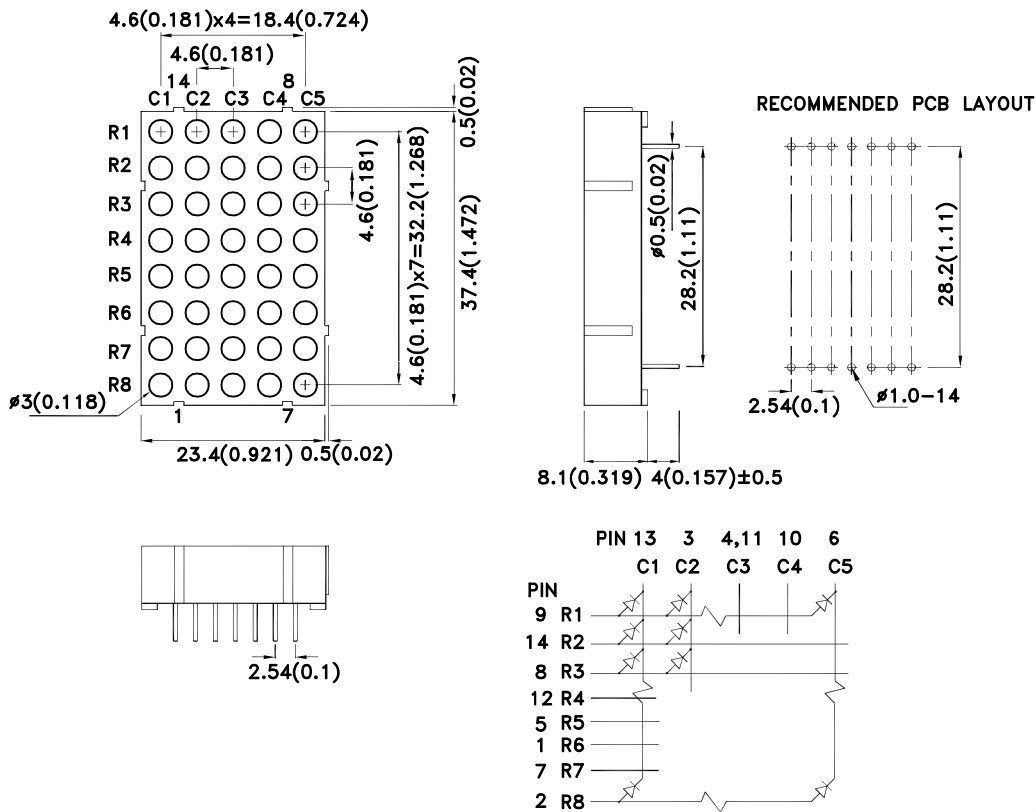 4.6(0.181)x4=18.4(0.724)
4.6(0.181)
14 8
C1 C2 C3 C4 C5
R1
R2
R3
R4
R5
R6
R7
R8
ø3(0.118)
1 7
23.4(0.921) 0.5(0.02)
4.6(0.181)
4.6(0.181)x7=32.2(1.268)
0.5(0.02)
37.4(1.472)
ø0.5(0.02)
28.2(1.11)
8.1(0.319) 4(0.157)±0.5
RECOMMENDED PCB LAYOUT
28.2(1.11)
2.54(0.1)
ø1.0-14
2.54(0.1)
PIN 13 3 4,11 10 6
C1 C2 C3 C4 C5
PIN
9 R1
14 R2
8 R3
12 R4
5 R5
1 R6
7 R7
2 R8